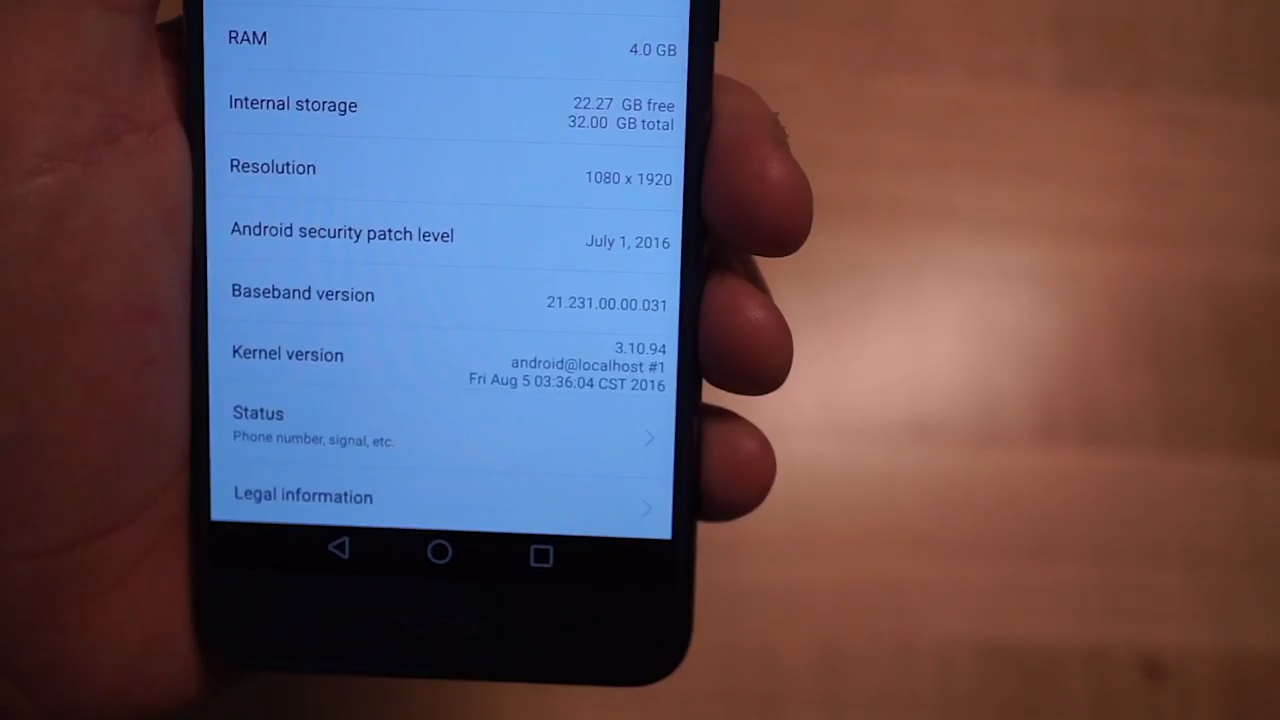 RAM
4.0 GB
Internal storage
22.27 GB free
32.00 GB total
Resolution
1080 x 1920
Android security patch level
July 1, 2016
Baseband version
21.231.00.00.031
Kernel version
3.10.94
android@localhost #1
Fri Aug 5 03:36:04 CST 2016
Status
Phone number, signal, etc.
Legal information